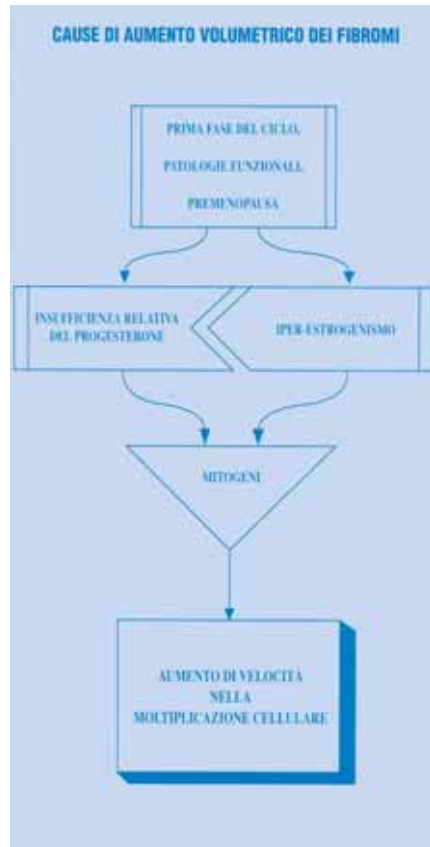 CAUSE DI AUMENTO VOLUMETRICO DEI FIBROMI
PRIMA FASE DEL CICLO,
PATOLOGIE FUNZIONALI,
PREMENOPAUSA
INSUFFICIENZA RELATIVA
DEL PROGESTERONE
IPER-ESTROGENISMO
MITOGENI
AUMENTO DI VELOCITÀ
NELLA
MOLTIPLICAZIONE CELLULARE